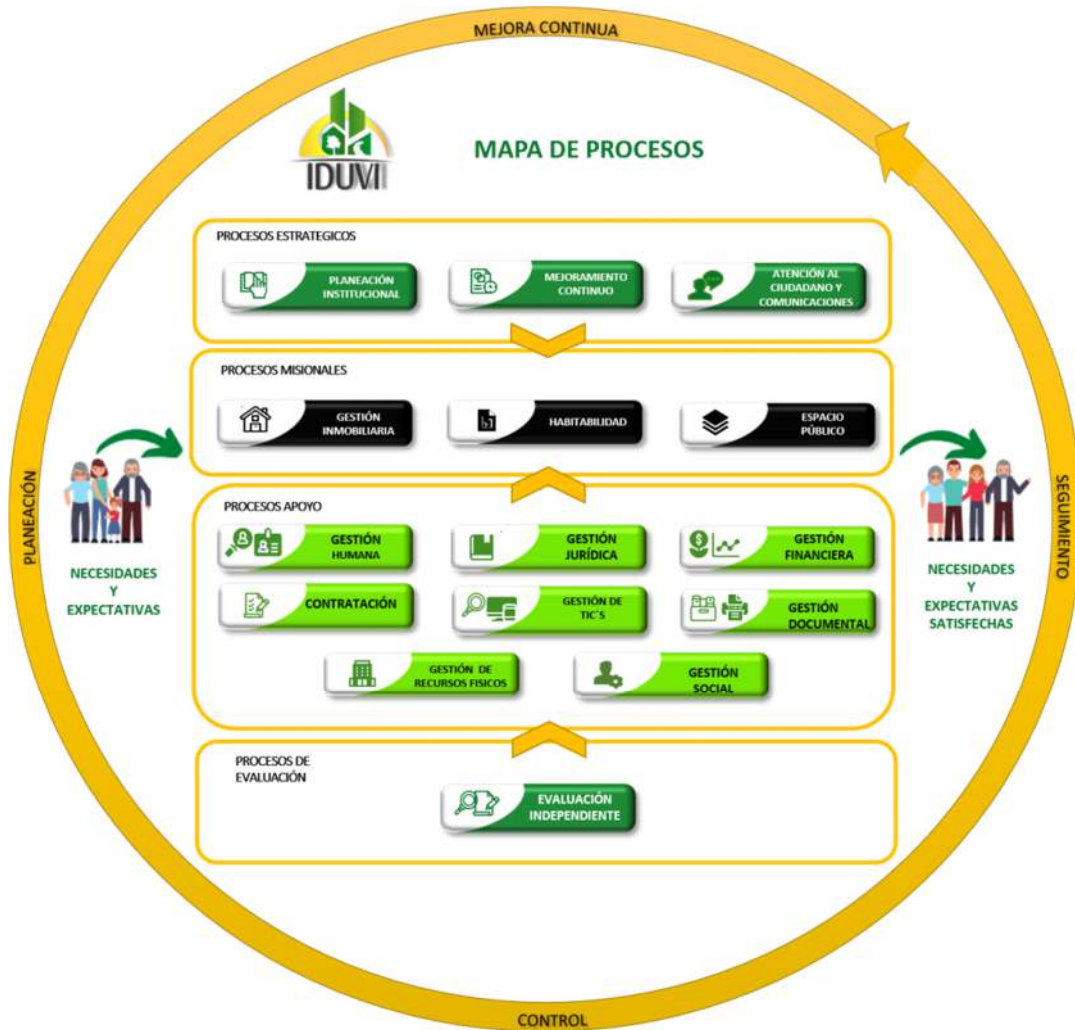 MEJORA CONTINUA
IDUVI
MAPA DE PROCESOS
PROCESOS ESTRATEGICOS
PLANEACIÓN
INSTITUCIONAL
MEJORAMIENTO
CONTINUO
ATENCIÓN AL
CIUDADANO Y
COMUNICACIONES
PROCESOS MISIONALES
GESTIÓN
INMOBILIARIA
HABITABILIDAD
ESPACIO
PÚBLICO
PLANEACIÓN
NECESIDADES
Y
EXPECTATIVAS
SEGUIMIENTO
NECESIDADES
Y
EXPECTATIVAS
SATISFECHAS
PROCESOS APOYO
GESTIÓN
HUMANA
GESTIÓN
JURÍDICA
GESTIÓN
FINANCIERA
CONTRATACIÓN
GESTIÓN DE
TIC´S
GESTIÓN
DOCUMENTAL
GESTIÓN DE
RECURSOS FISICOS
GESTIÓN
SOCIAL
PROCESOS DE
EVALUACIÓN
EVALUACIÓN
INDEPENDIENTE
CONTROL